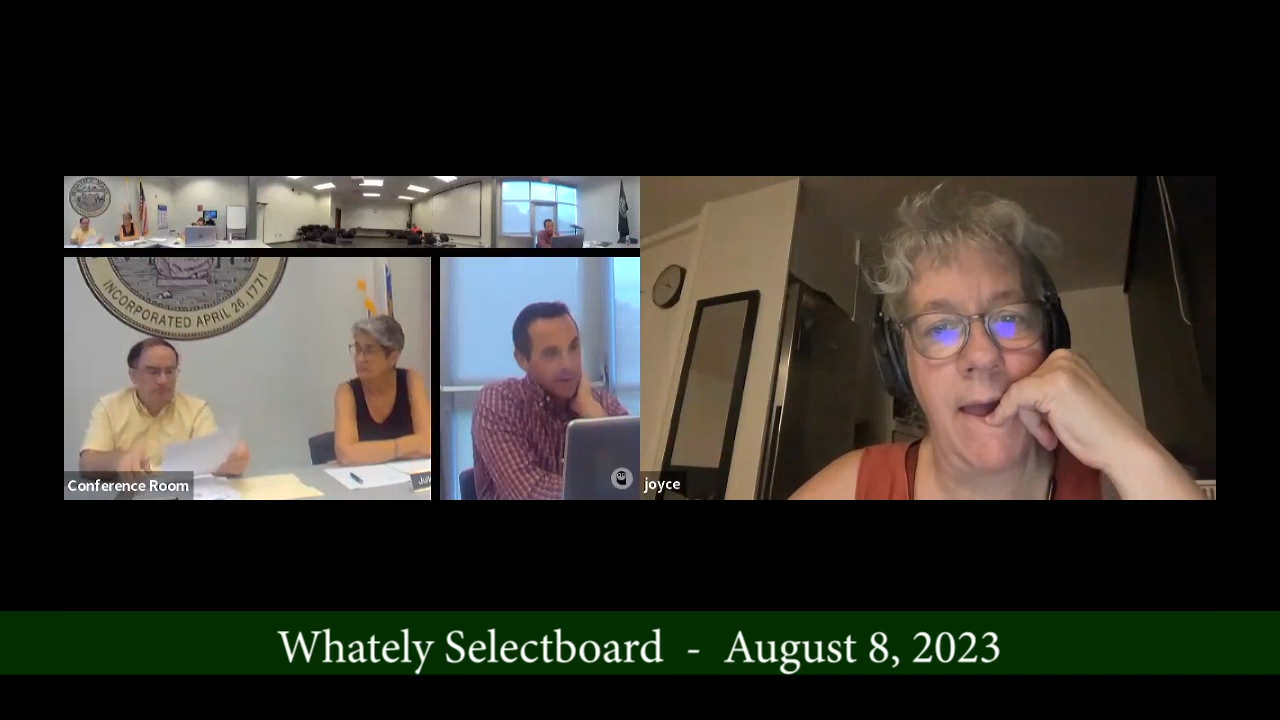 INCORPORATED APRIL 26, 1771
Conference Room
joyce
Whately Selectboard - August 8, 2023